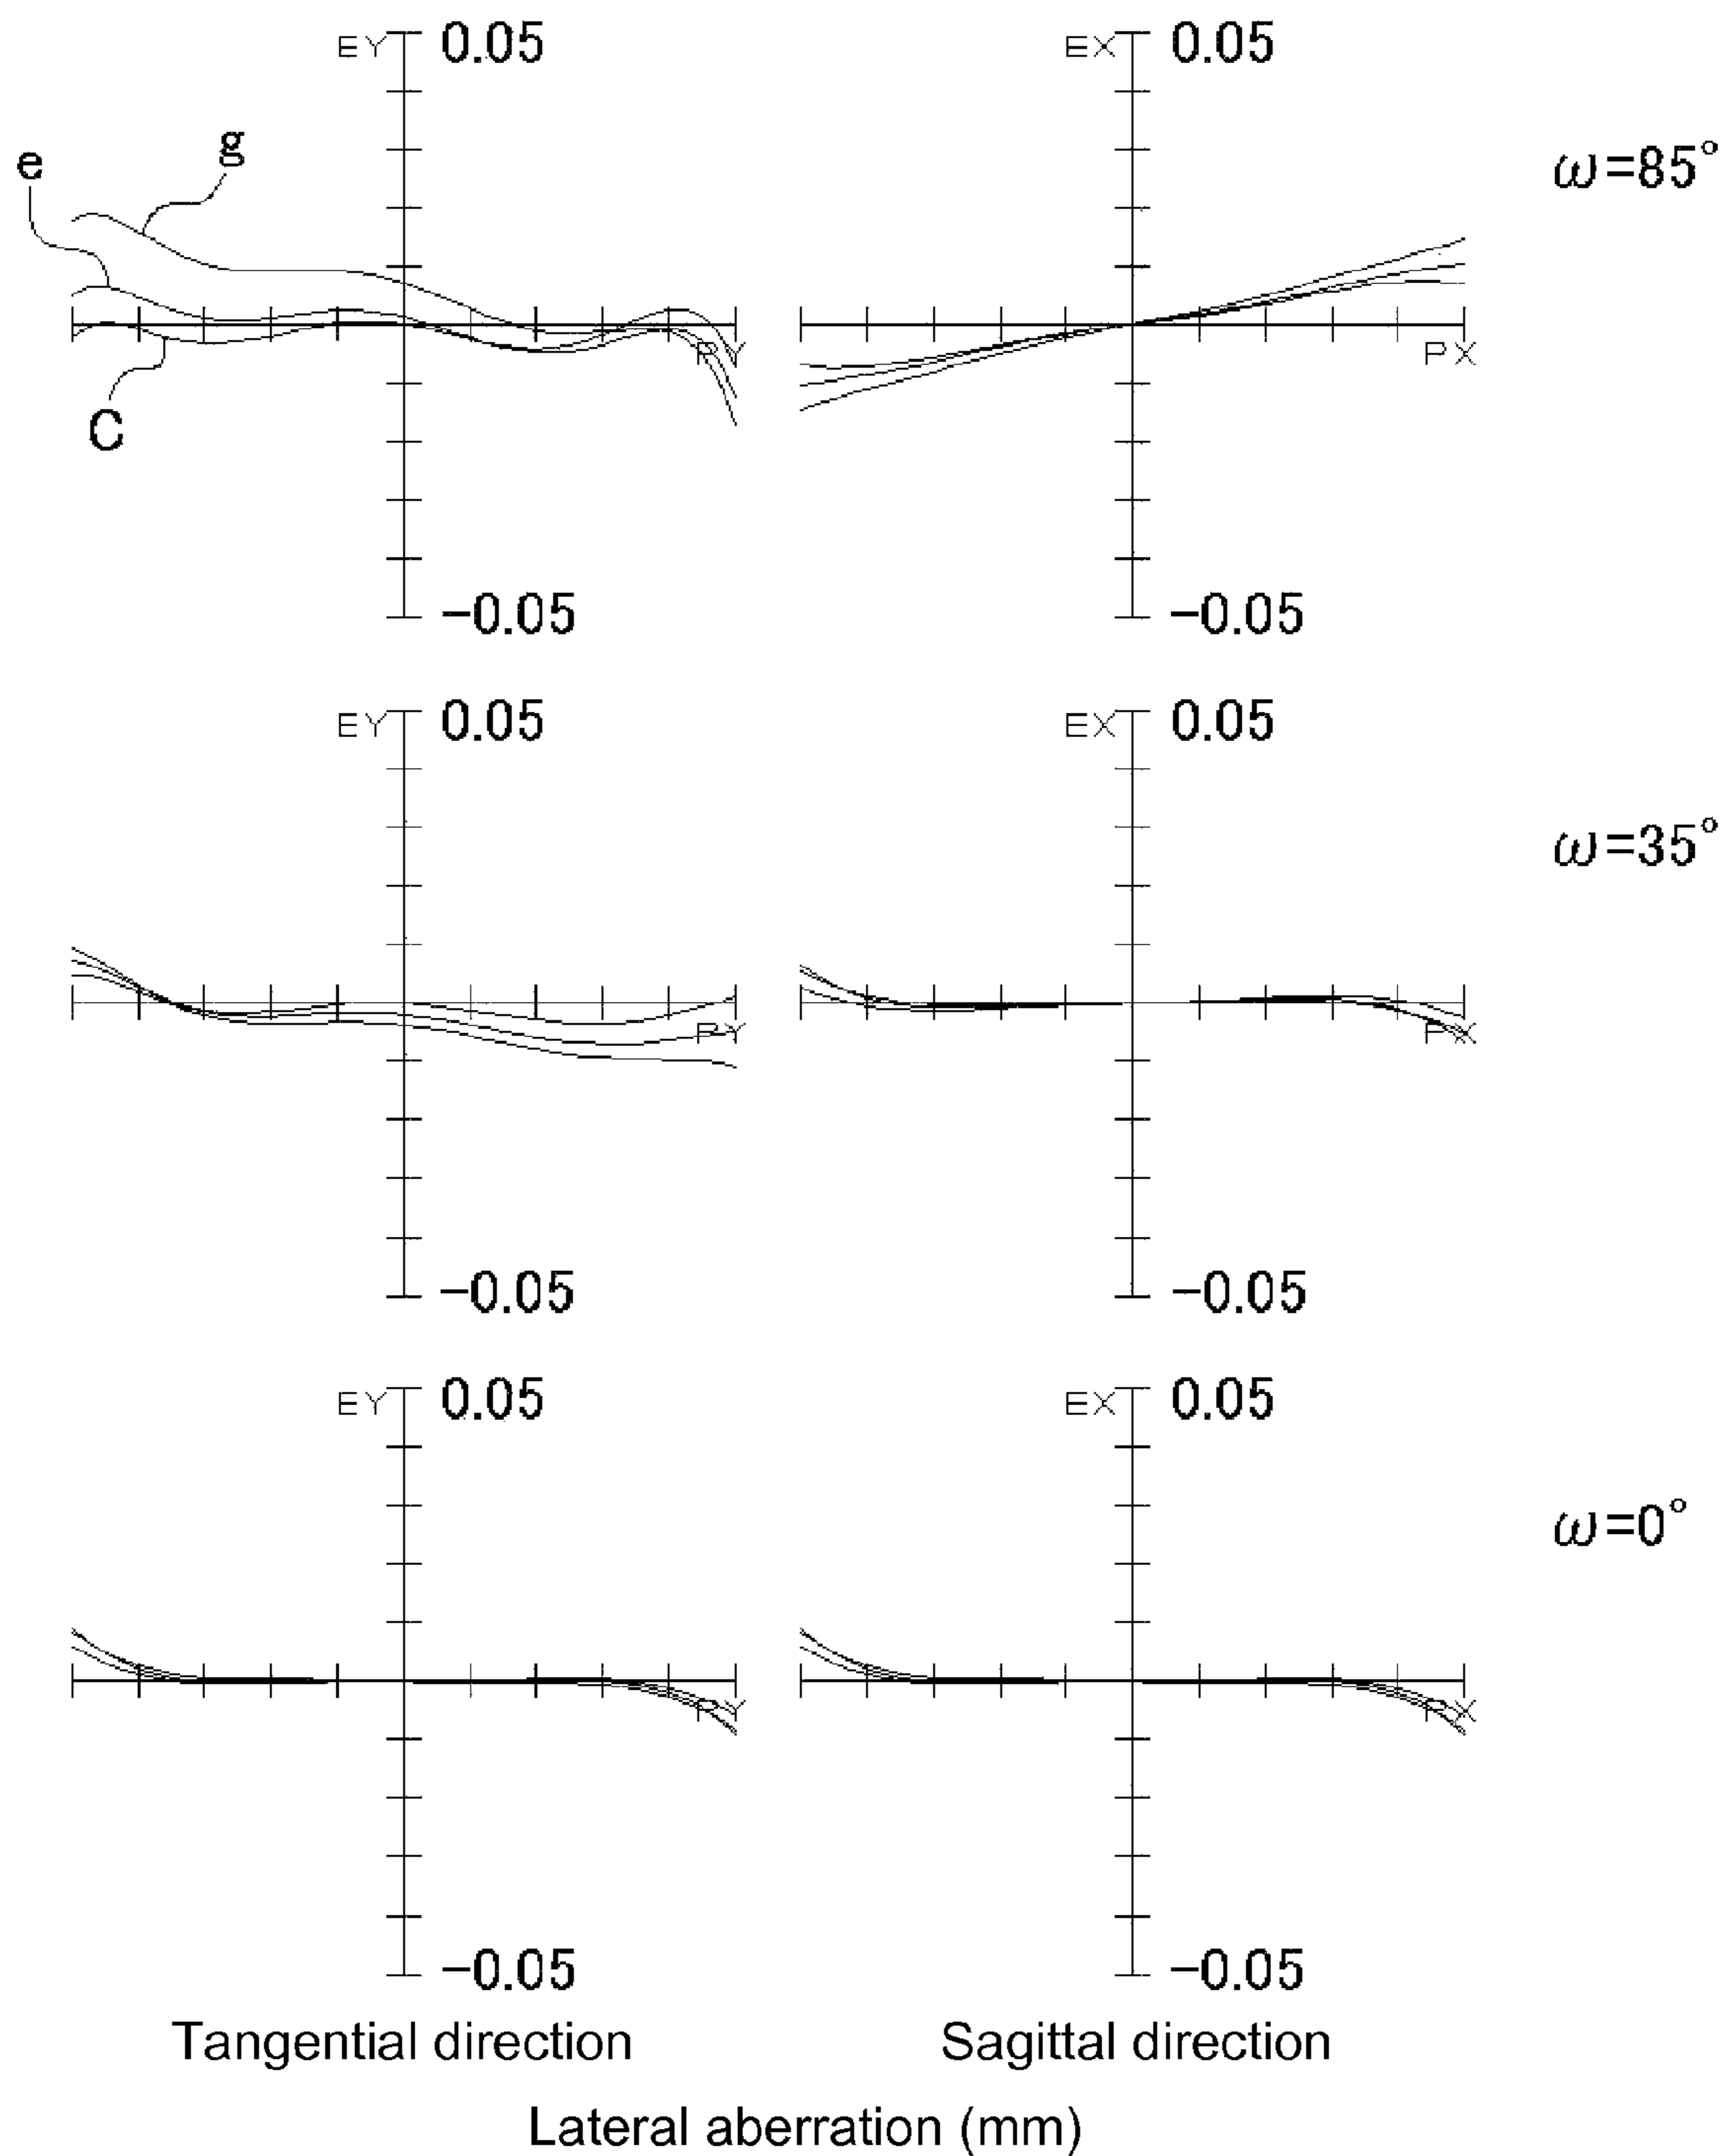 EY 0.05 EX 0.05
e g ω=85°
PY PX
C
−0.05 −0.05
EY 0.05 EX 0.05
ω=35°
PY PX
−0.05 −0.05
EY 0.05 EX 0.05
ω=0°
PY PX
−0.05 −0.05
Tangential direction Sagittal direction
Lateral aberration (mm)